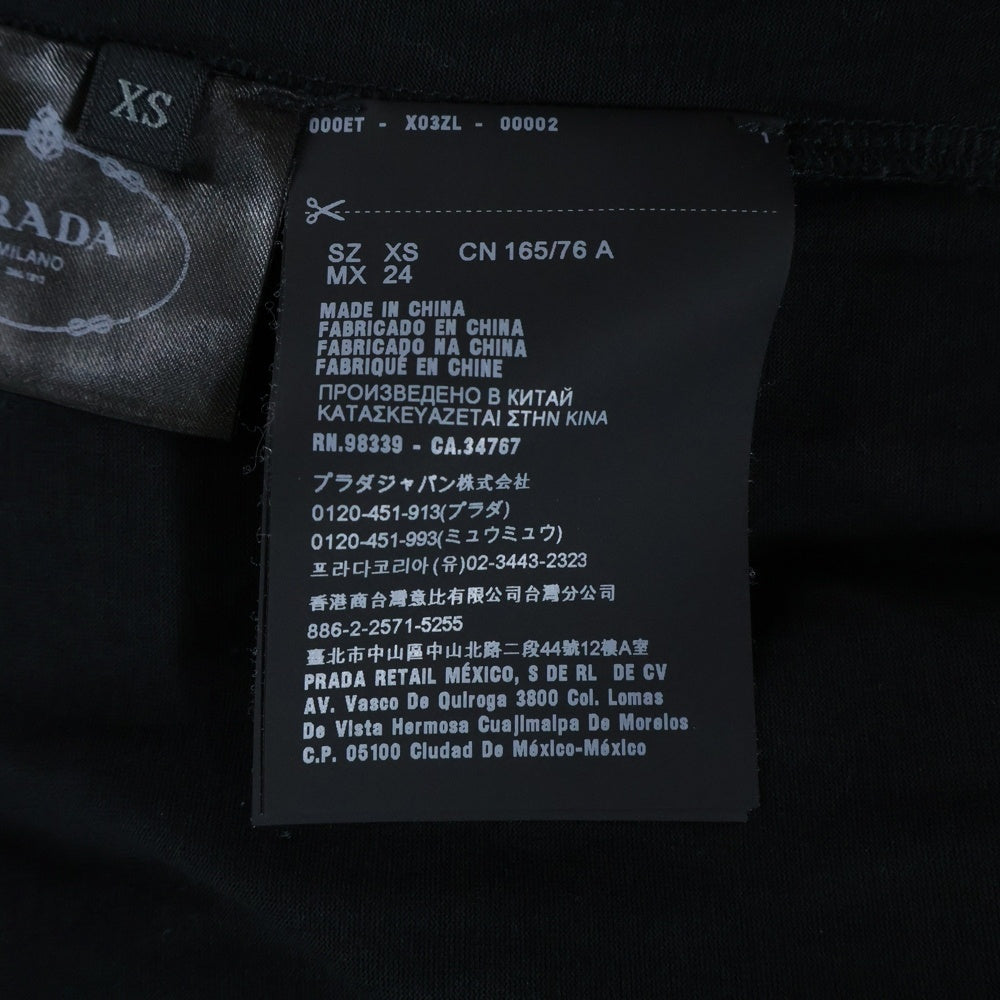 XS
RADA
MILANO
000ET - X03ZL - 00002
SZ XS CN 165/76 A
MX 24
MADE IN CHINA
FABRICADO EN CHINA
FABRICADO NA CHINA
FABRIQUÉ EN CHINE
ПРОИЗВЕДЕНО В КИТАЙ
ΚΑΤΑΣΚΕΥΑΖΕΤΑΙ ΣΤΗΝ ΚΙΝΑ
RN.98339 - CA.34767
プラダジャパン株式会社
0120-451-913(プラダ)
0120-451-993(ミュウミュウ)
프라다코리아(유)02-3443-2323
香港商台灣意比有限公司台灣分公司
886-2-2571-5255
臺北市中山區中山北路二段44號12樓A室
PRADA RETAIL MÉXICO, S DE RL DE CV
AV. Vasco De Quiroga 3800 Col. Lomas
De Vista Hermosa Cuajimalpa De Morelos
C.P. 05100 Ciudad De México-México